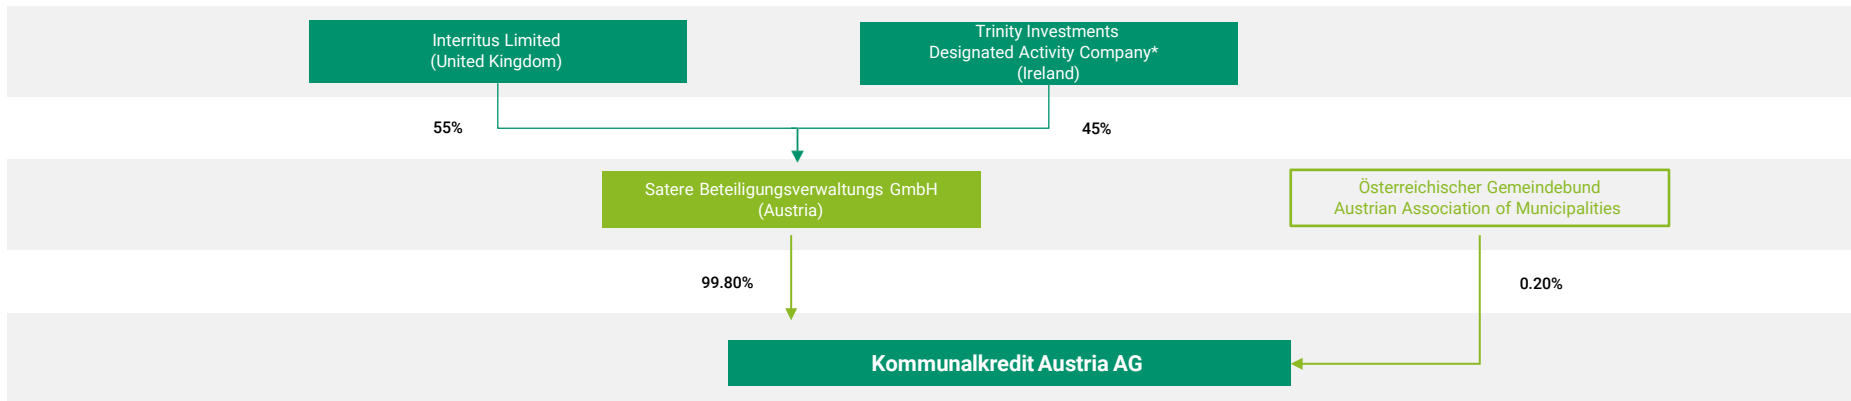 Interritus Limited
(United Kingdom)
Trinity Investments
Designated Activity Company*
(Ireland)
55%
45%
Satere Beteiligungsverwaltungs GmbH
(Austria)
Österreichischer Gemeindebund
Austrian Association of Municipalities
99.80%
0.20%
Kommunalkredit Austria AG